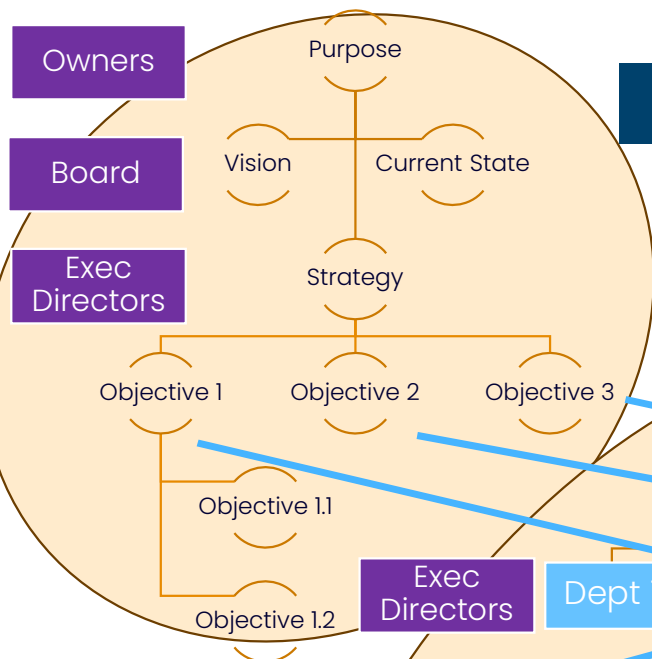 Owners
Purpose
Board
Vision
Current State
Exec
Directors
Strategy
Objective 1
Objective 2
Objective 3
Objective 1.1
Exec
Directors
Dept
Objective 1.2